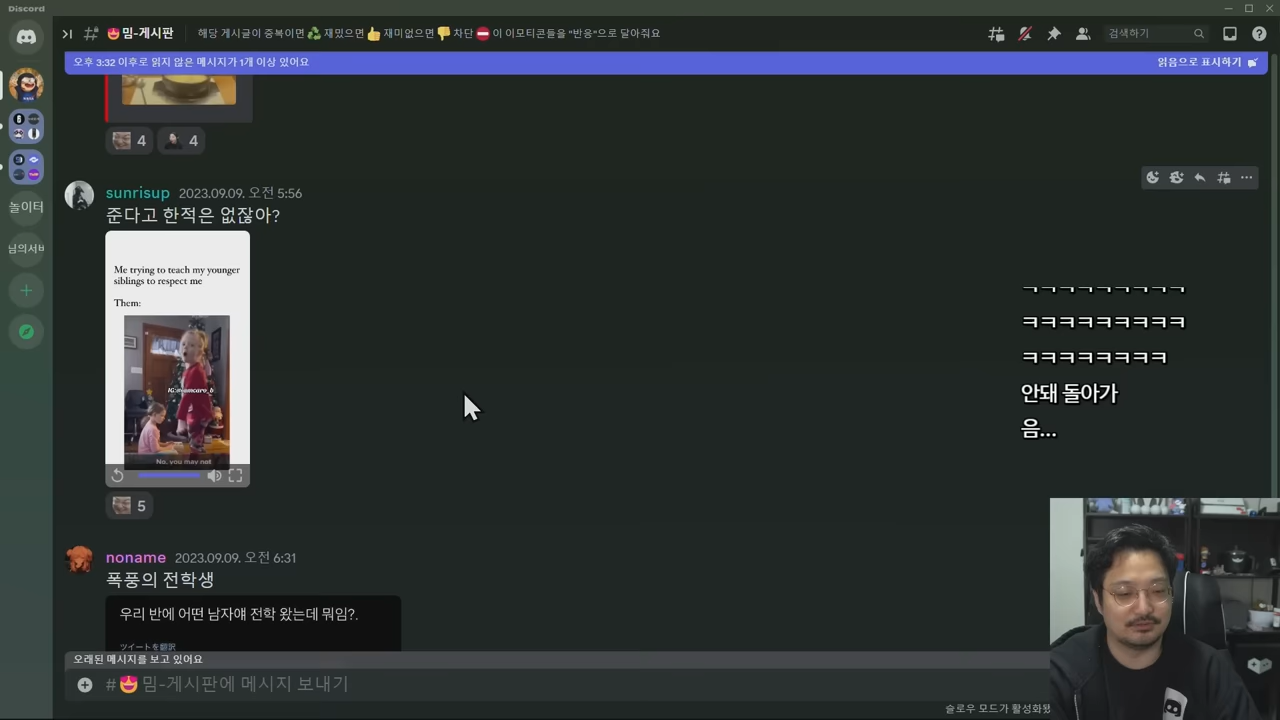 Discord
밈-게시판
해당 게시글이 중복이면♻️ 재밌으면👍 재미없으면👎 차단⛔ 이 이모티콘들을 "반응"으로 달아줘요
검색하기
오후 3:32 이후로 읽지 않은 메시지가 1개 이상 있어요
읽음으로 표시하기
4
4
sunrisup 2023.09.09. 오전 5:56
준다고 한적은 없잖아?
Me trying to teach my younger
siblings to respect me
Them:
No, you may not
5
noname 2023.09.09. 오전 6:31
폭풍의 전학생
우리 반에 어떤 남자얘 전학 왔는데 뭐임?.
ツイートを翻訳
오래된 메시지를 보고 있어요
#😍밈-게시판에 메시지 보내기
슬로우 모드가 활성화됐
놀이터
님의서버
ㅋㅋㅋㅋㅋㅋㅋㅋㅋ
ㅋㅋㅋㅋㅋㅋㅋㅋㅋ
ㅋㅋㅋㅋㅋㅋㅋㅋ
안돼 돌아가
음...